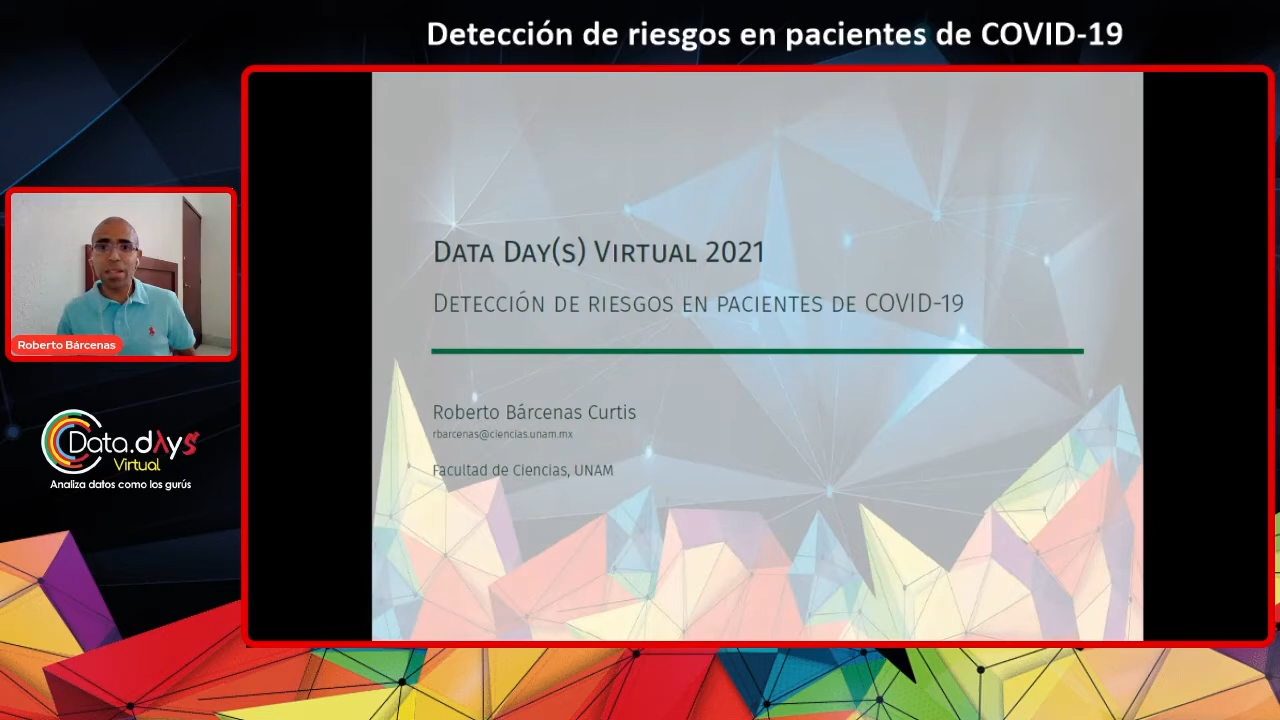 Detección de riesgos en pacientes de COVID-19
DATA DAY(S) VIRTUAL 2021
DETECCIÓN DE RIESGOS EN PACIENTES DE COVID-19
Roberto Bárcenas Curtis
rbarcenas@ciencias.unam.mx
Facultad de Ciencias, UNAM
Roberto Bárcenas
Data.dAys
Virtual
Analiza datos como los gurús